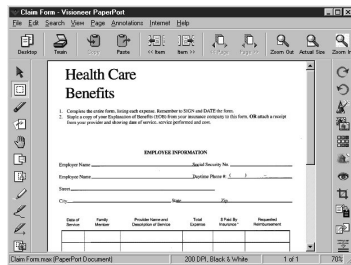 Claim Form - Visioneer PaperPort
File Edit Search View Page Annotations Internet Help
Desktop Train Copy Paste << Item Item >> << Page Page >> Zoom Out Actual Size Zoom In
Health Care
Benefits
1. Complete the entire form, listing each expense. Remember to SIGN and DATE the form.
2. Staple a copy of your Explanation of Benefits (EOB) from your insurance company to this form, OR attach a receipt
from your provider and showing date of service, service performed and cost.
EMPLOYEE INFORMATION
Employer Name Social Security No.
Employee Name Daytime Phone # ( ) -
Street
City State Zip
Date of Service Family Member Provider Name and Description of Service Total Expense $ Paid By Insurance * Requested Reimbursement
Claim Form.max (PaperPort Document) 200 DPI, Black & White 1 of 1 70%